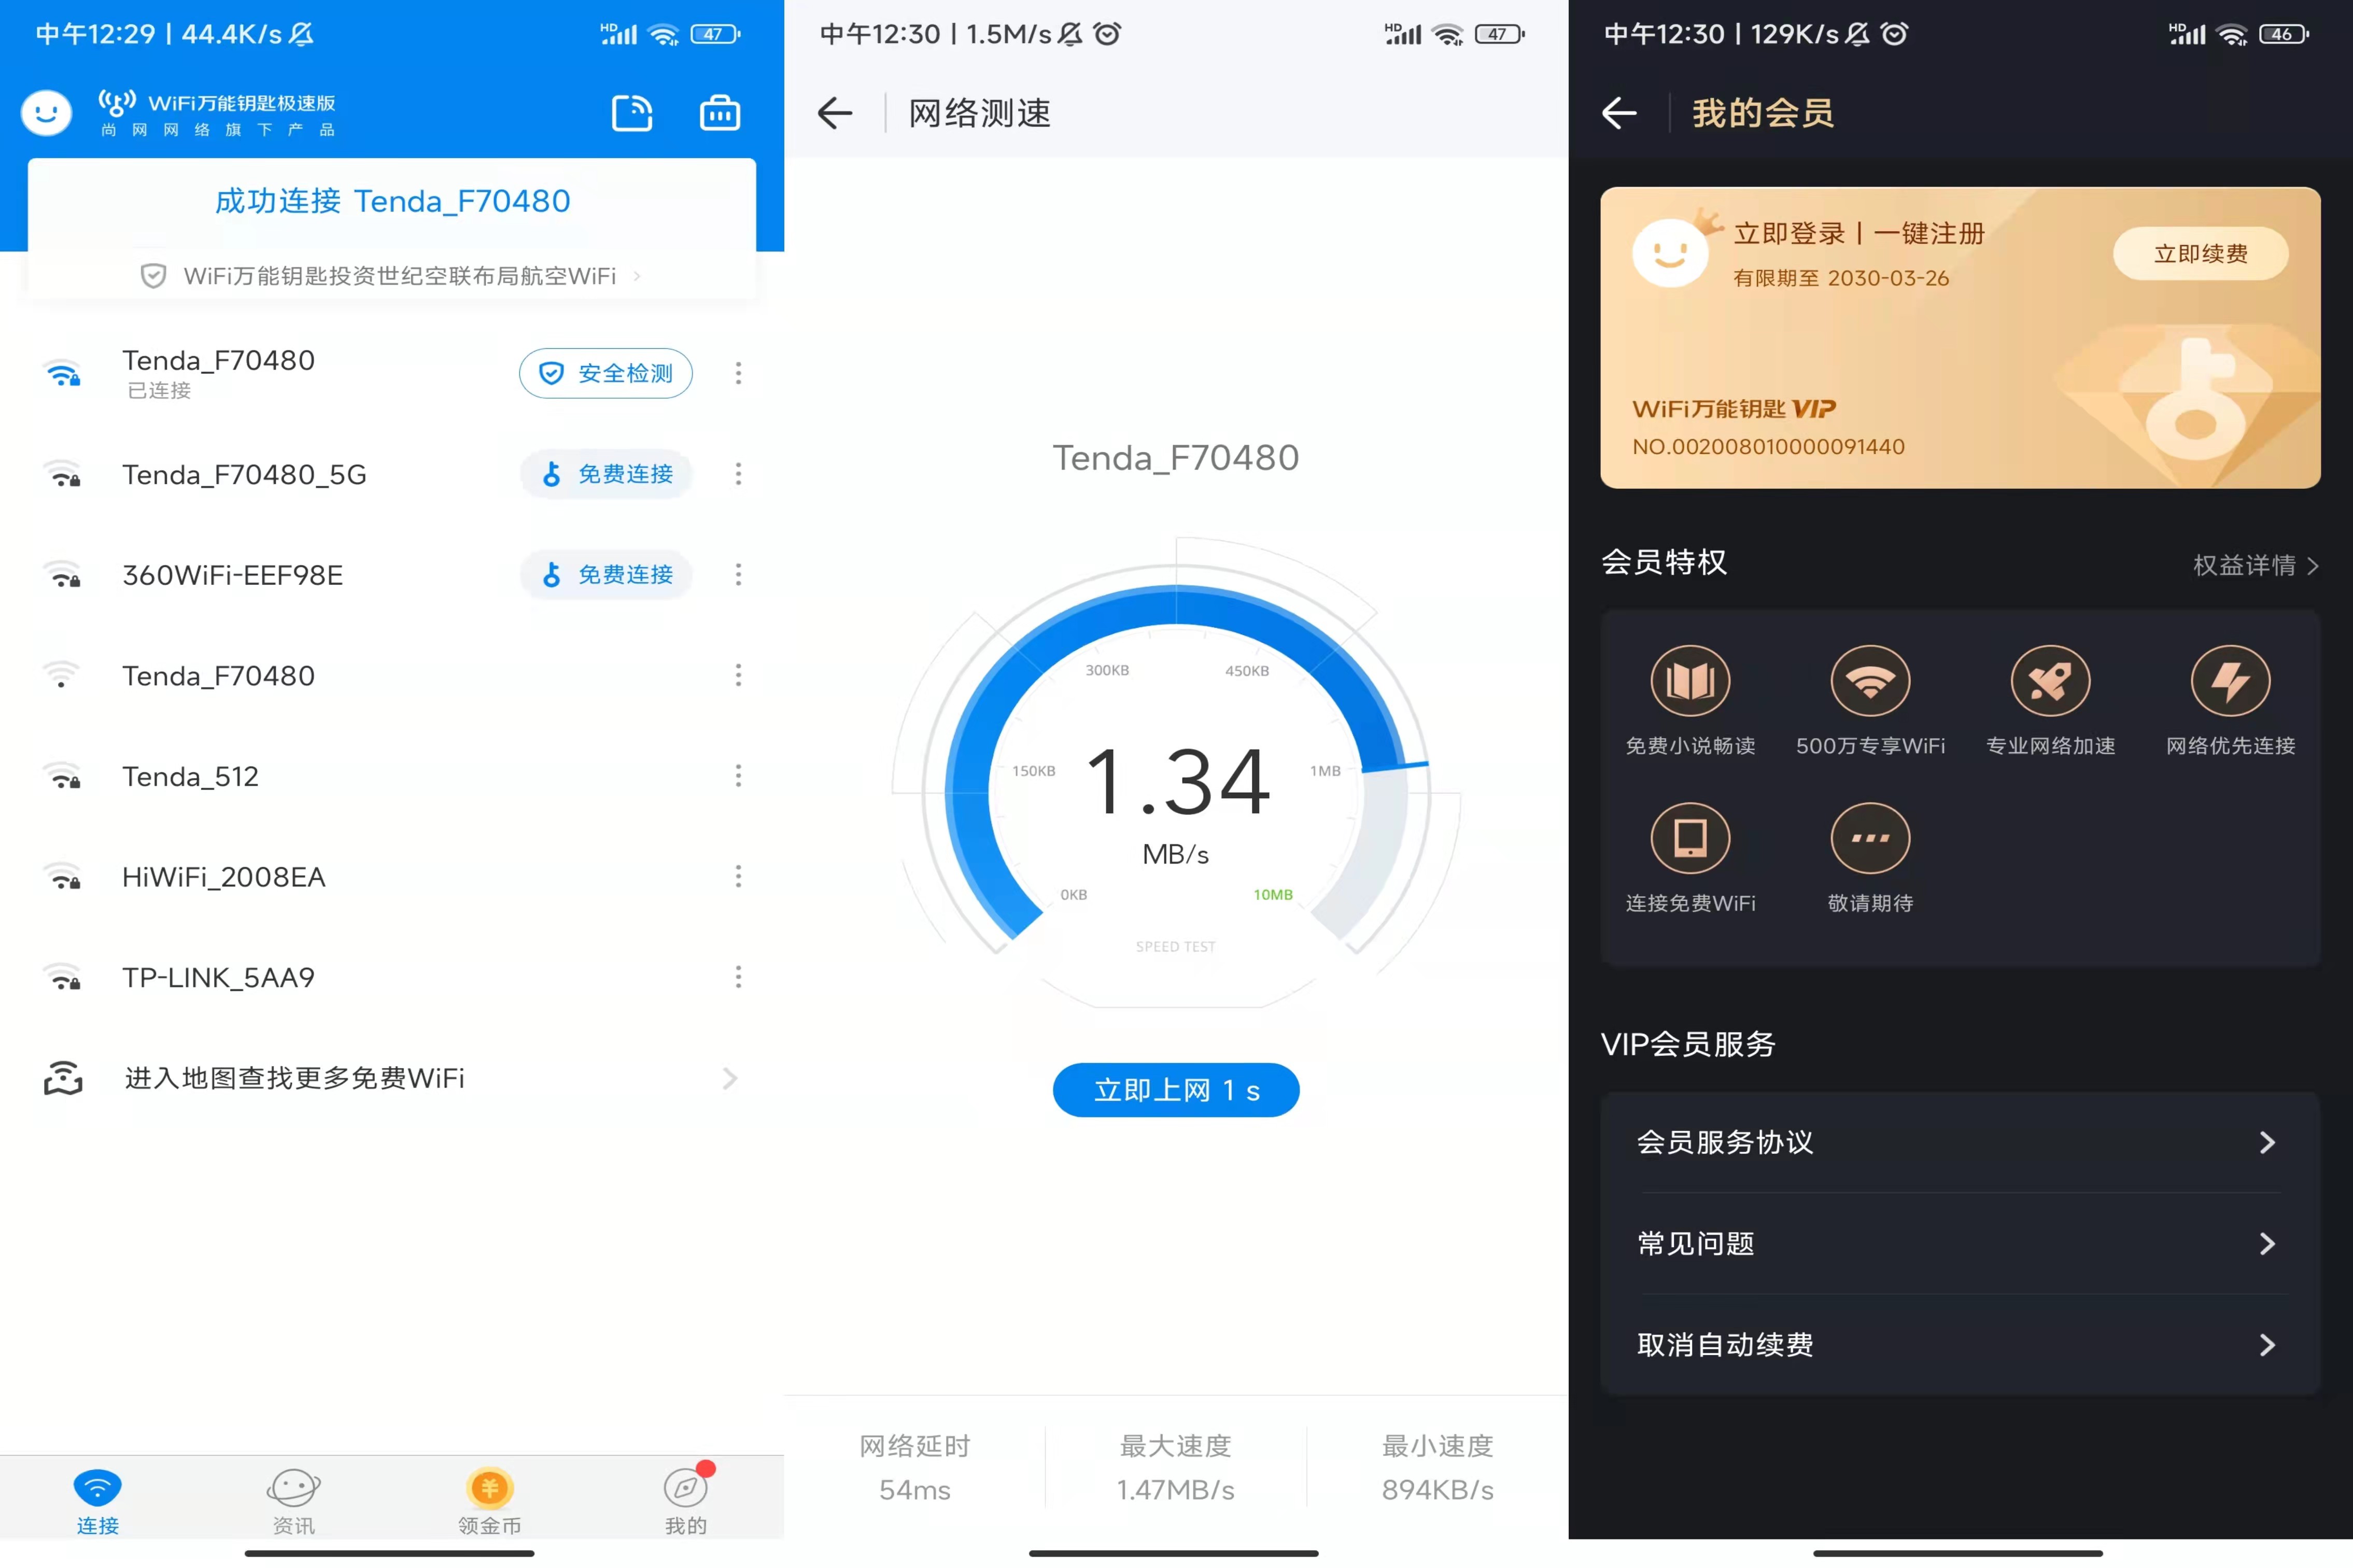 中午12:29 | 44.4K/s
HD
47
WiFi万能钥匙极速版
尚网网络旗下产品
成功连接 Tenda_F70480
WiFi万能钥匙投资世纪空联布局航空WiFi
Tenda_F70480
已连接
安全检测
Tenda_F70480_5G
免费连接
360WiFi-EEF98E
免费连接
Tenda_F70480
Tenda_512
HiWiFi_2008EA
TP-LINK_5AA9
进入地图查找更多免费WiFi
连接
资讯
领金币
我的
中午12:30 | 1.5M/s
HD
47
网络测速
Tenda_F70480
300KB
450KB
150KB
1MB
1.34
MB/s
0KB
10MB
SPEED TEST
立即上网 1 s
网络延时
54ms
最大速度
1.47MB/s
最小速度
894KB/s
中午12:30 | 129K/s
HD
46
我的会员
立即登录 | 一键注册
有限期至 2030-03-26
立即续费
WiFi万能钥匙 VIP
NO.002008010000091440
会员特权
权益详情
免费小说畅读
500万专享WiFi
专业网络加速
网络优先连接
连接免费WiFi
敬请期待
VIP会员服务
会员服务协议
常见问题
取消自动续费